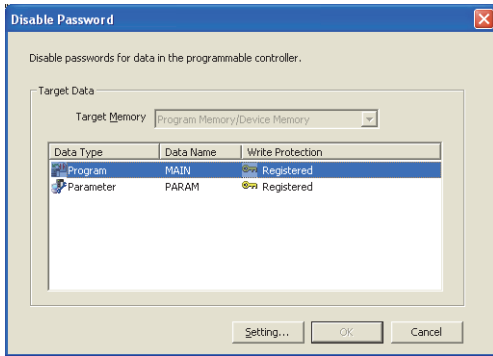 Disable Password
Disable passwords for data in the programmable controller.
Target Data
Target Memory Program Memory/Device Memory
Data Type Data Name Write Protection
Program MAIN Registered
Parameter PARAM Registered
Setting... OK Cancel